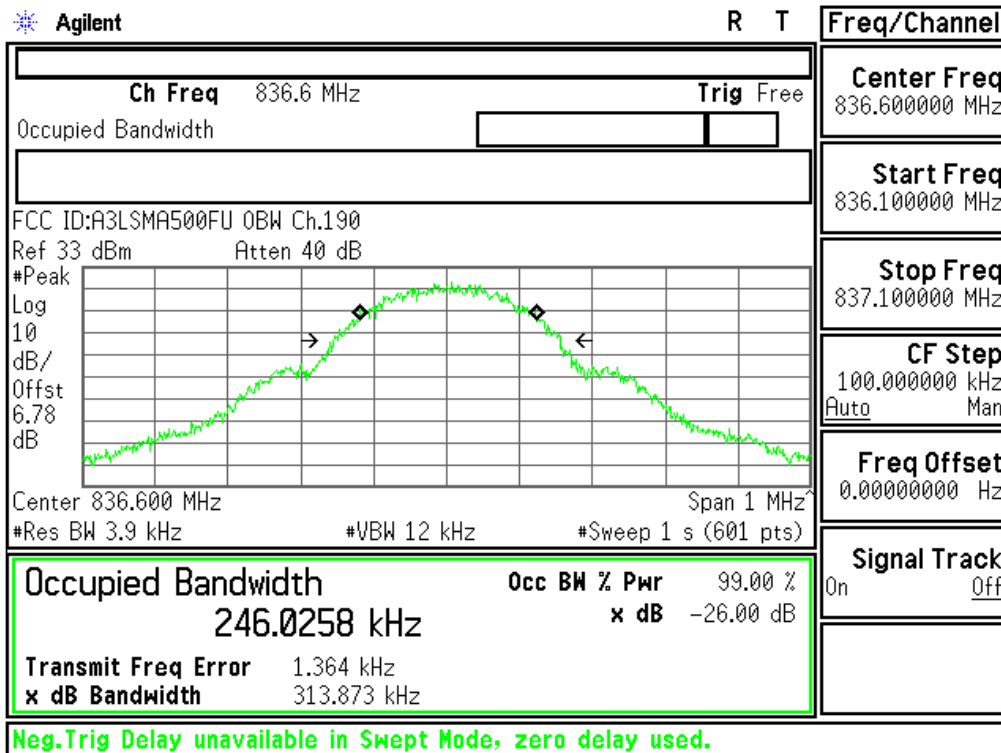 Agilent
R T
Freq/Channel
Ch Freq 836.6 MHz
Trig Free
Occupied Bandwidth
FCC ID:A3LSMA500FU OBW Ch.190
Ref 33 dBm
Atten 40 dB
#Peak
Log
10
dB/
Offst
6.78
dB
Center 836.600 MHz
Span 1 MHz^
#Res BW 3.9 kHz
#VBW 12 kHz
#Sweep 1 s (601 pts)
Occupied Bandwidth
246.0258 kHz
Occ BW % Pwr 99.00 %
x dB -26.00 dB
Transmit Freq Error 1.364 kHz
x dB Bandwidth 313.873 kHz
Center Freq
836.600000 MHz
Start Freq
836.100000 MHz
Stop Freq
837.100000 MHz
CF Step
100.000000 kHz
Auto Man
Freq Offset
0.00000000 Hz
Signal Track
On Off
Neg.Trig Delay unavailable in Swept Mode, zero delay used.